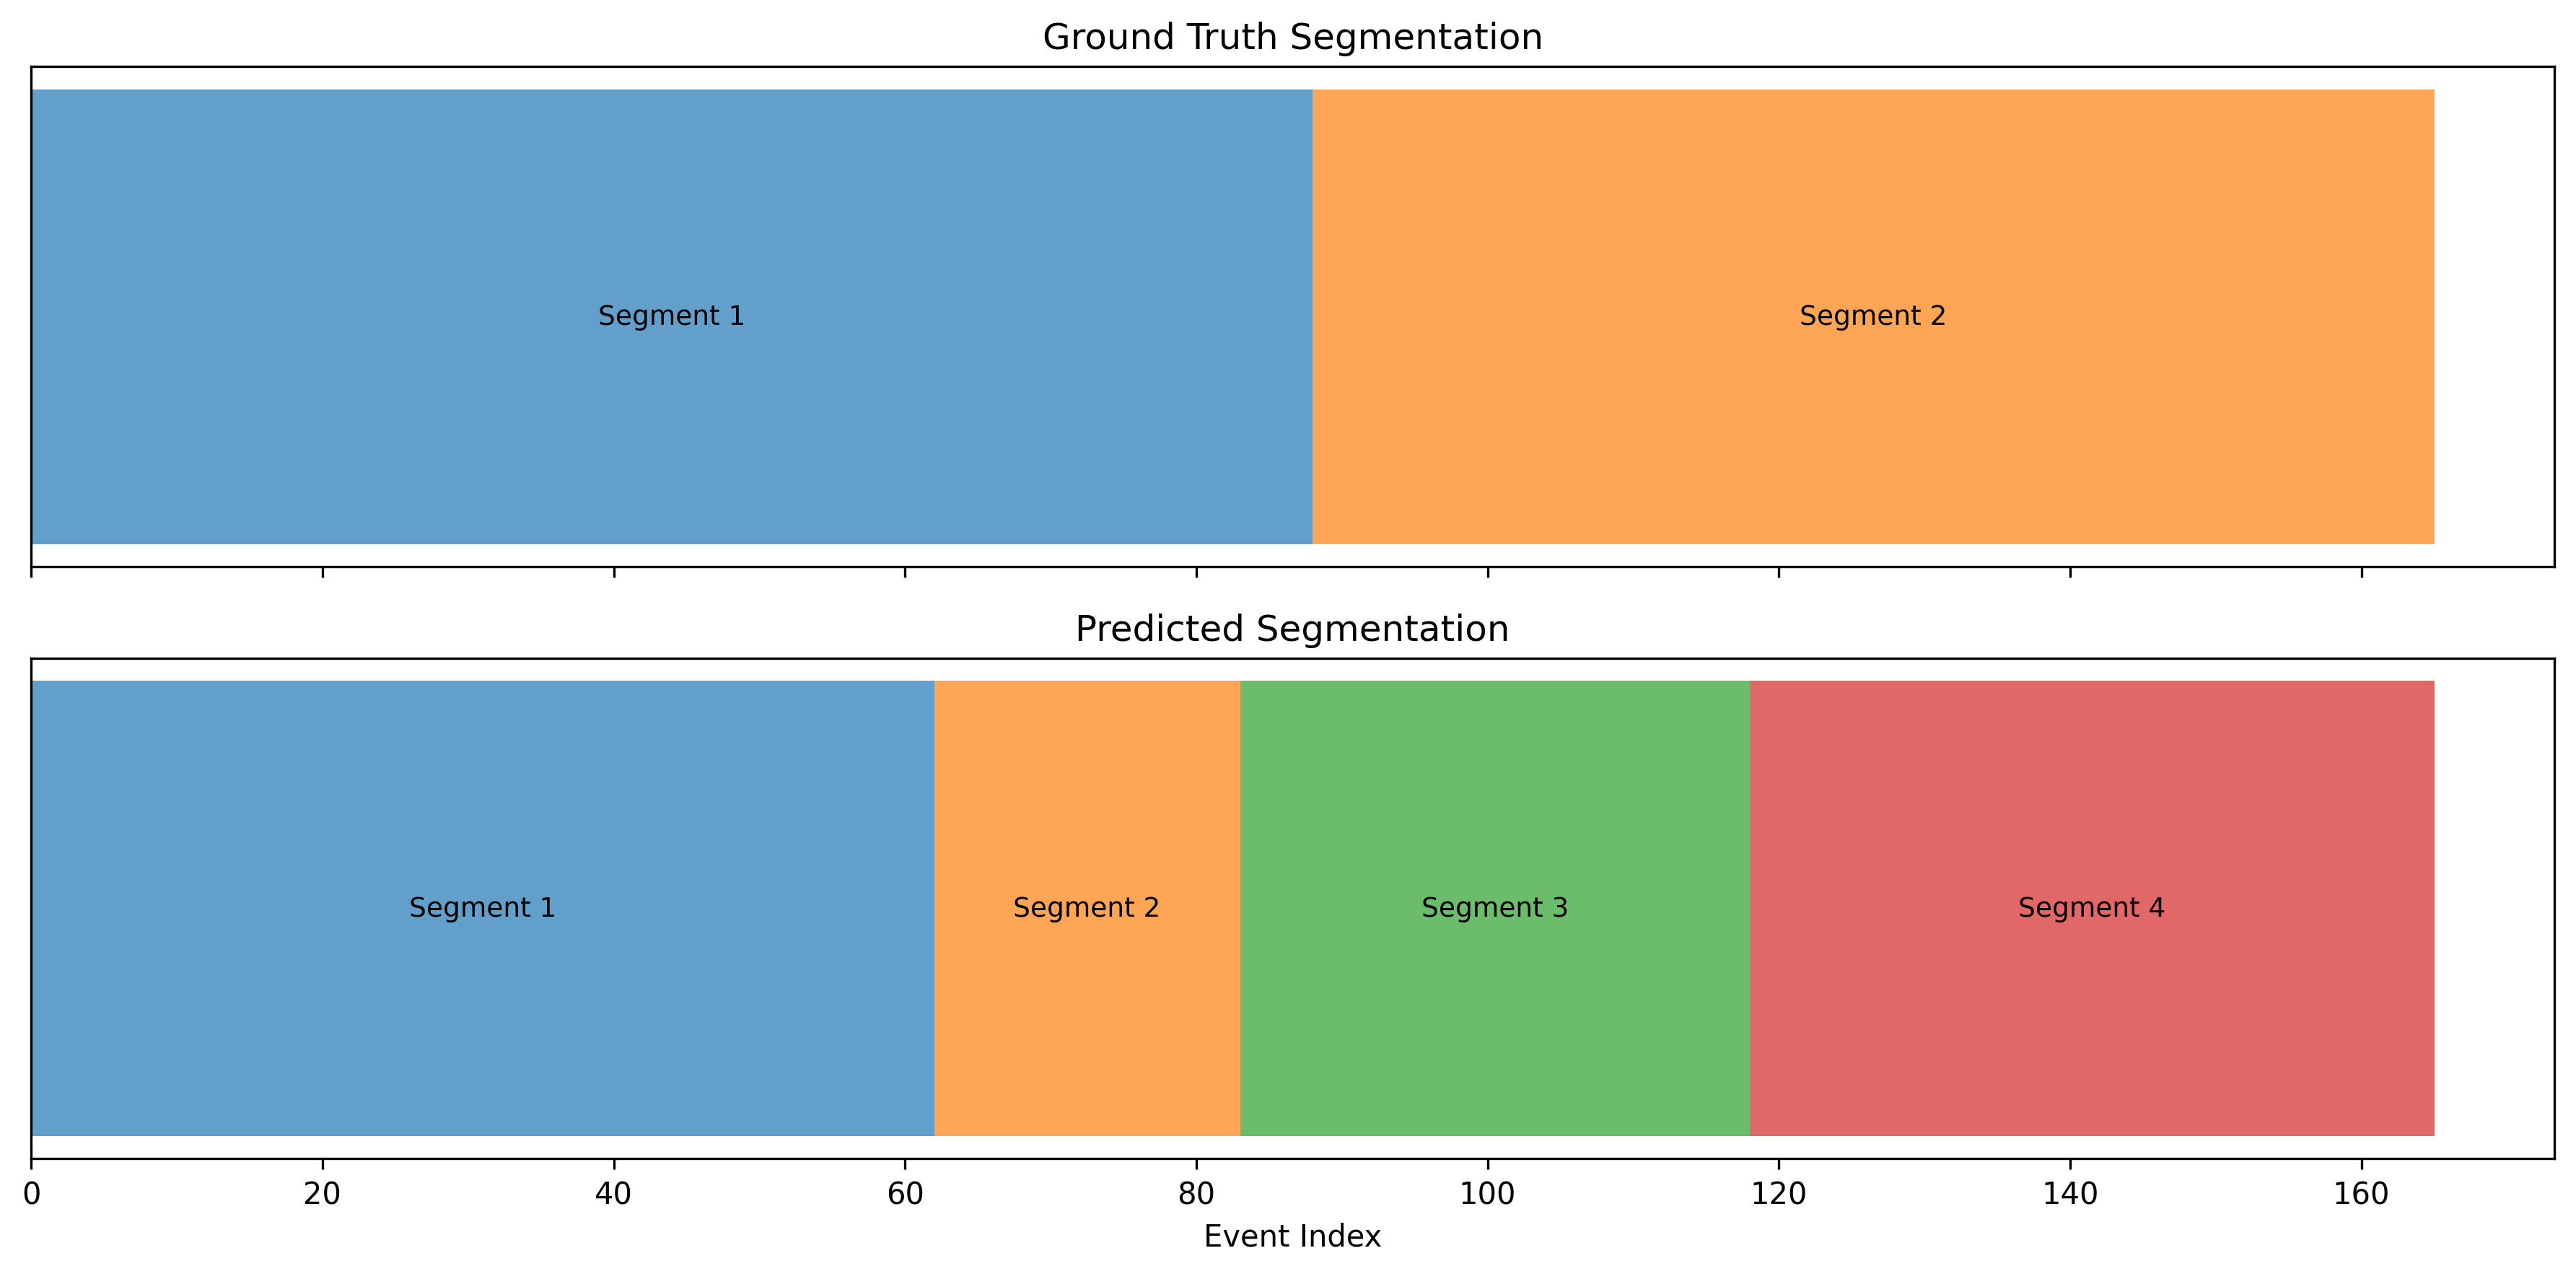 Ground Truth Segmentation
Segment 1 Segment 2
Predicted Segmentation
Segment 1 Segment 2 Segment 3 Segment 4
0 20 40 60 80 100 120 140 160
Event Index